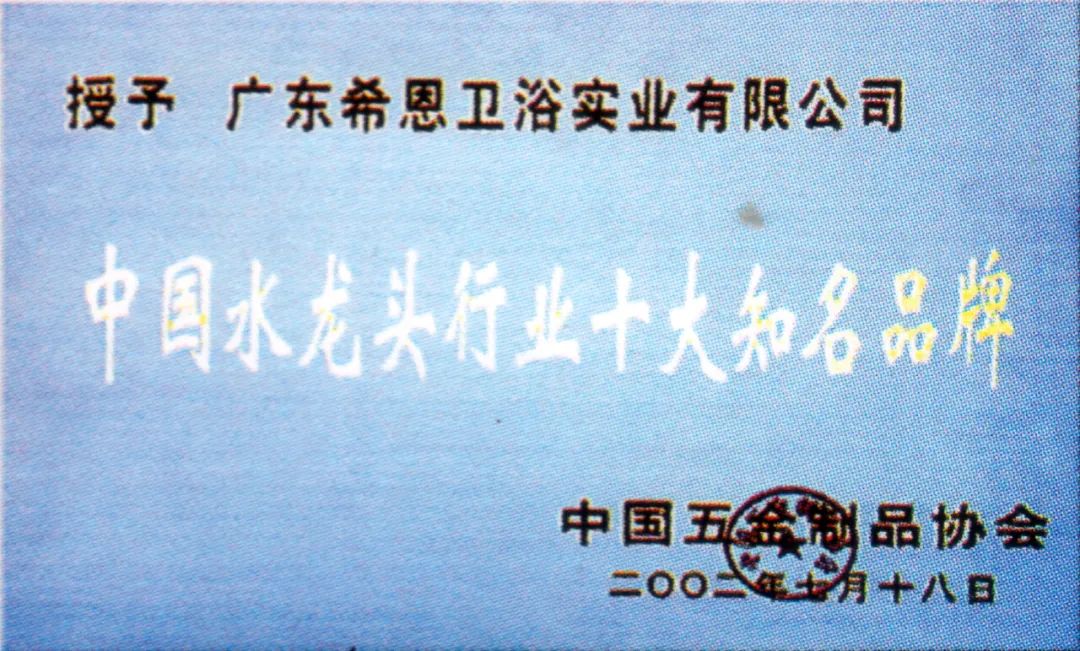 授予 广东希恩卫浴实业有限公司
中国水龙头行业十大知名品牌
中国五金制品协会
二〇〇二年七月十八日